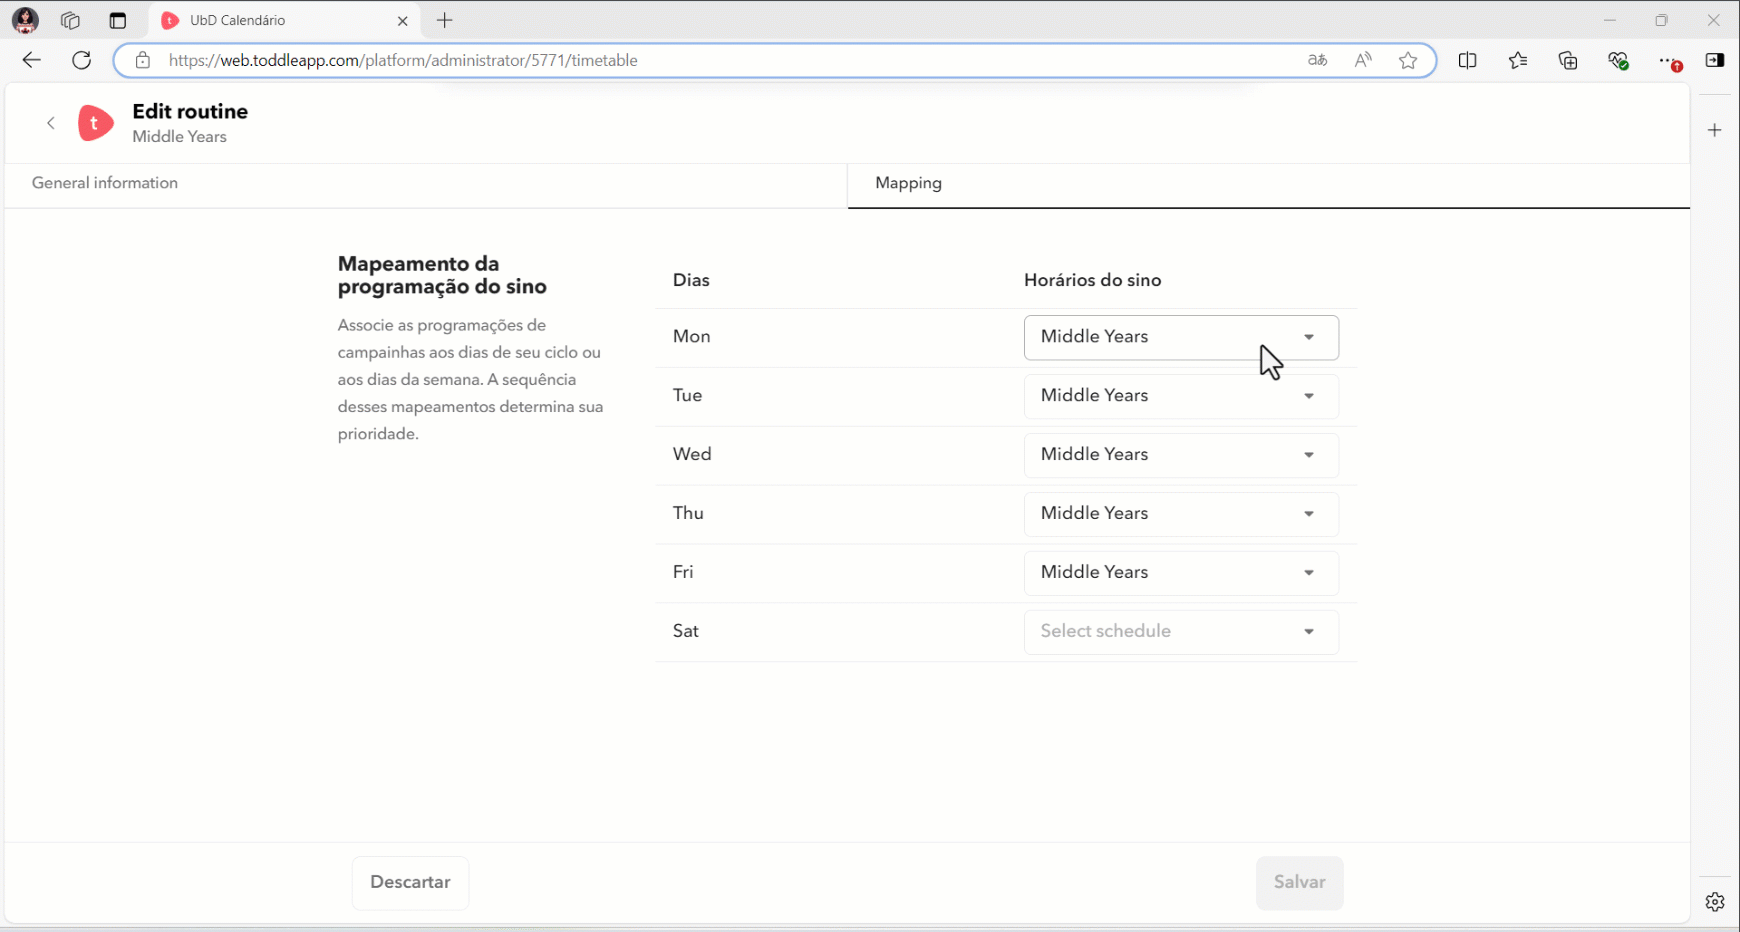 UbD Calendário
https://web.toddleapp.com/platform/administrator/5771/timetable
t
Edit routine
Middle Years
General information
Mapping
Mapeamento da
programação do sino
Associe as programações de
campainhas aos dias de seu ciclo ou
aos dias da semana. A sequência
desses mapeamentos determina sua
prioridade.
Dias
Horários do sino
Mon
Middle Years
Tue
Middle Years
Wed
Middle Years
Thu
Middle Years
Fri
Middle Years
Sat
Select schedule
Descartar
Salvar